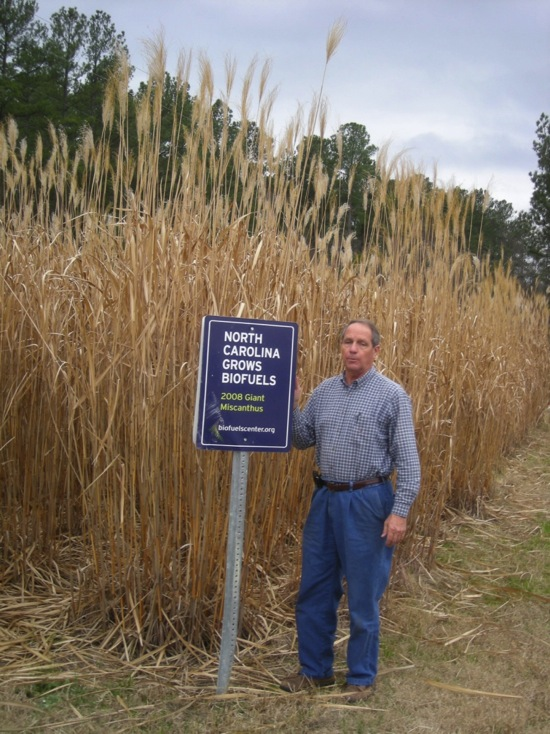 NORTH
CAROLINA
GROWS
BIOFUELS
2008 Giant
Miscanthus
biofuelscenter.org